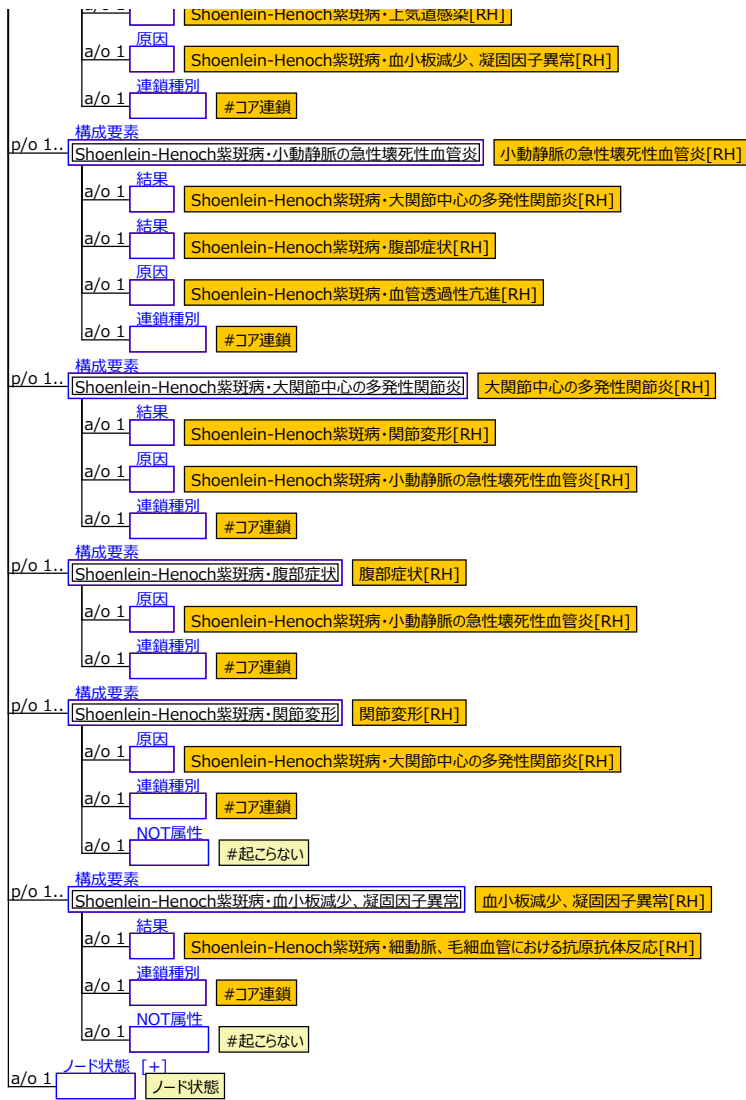 a/o 1 Shoenlein-Henoch紫斑病・上気道感染[RH]
原因
a/o 1 Shoenlein-Henoch紫斑病・血小板減少、凝固因子異常[RH]
連鎖種別
a/o 1 #コア連鎖
構成要素
p/o 1.. Shoenlein-Henoch紫斑病・小動静脈の急性壊死性血管炎 小動静脈の急性壊死性血管炎[RH]
結果
a/o 1 Shoenlein-Henoch紫斑病・大関節中心の多発性関節炎[RH]
結果
a/o 1 Shoenlein-Henoch紫斑病・腹部症状[RH]
原因
a/o 1 Shoenlein-Henoch紫斑病・血管透過性亢進[RH]
連鎖種別
a/o 1 #コア連鎖
構成要素
p/o 1.. Shoenlein-Henoch紫斑病・大関節中心の多発性関節炎 大関節中心の多発性関節炎[RH]
結果
a/o 1 Shoenlein-Henoch紫斑病・関節変形[RH]
原因
a/o 1 Shoenlein-Henoch紫斑病・小動静脈の急性壊死性血管炎[RH]
連鎖種別
a/o 1 #コア連鎖
構成要素
p/o 1.. Shoenlein-Henoch紫斑病・腹部症状 腹部症状[RH]
原因
a/o 1 Shoenlein-Henoch紫斑病・小動静脈の急性壊死性血管炎[RH]
連鎖種別
a/o 1 #コア連鎖
構成要素
p/o 1.. Shoenlein-Henoch紫斑病・関節変形 関節変形[RH]
原因
a/o 1 Shoenlein-Henoch紫斑病・大関節中心の多発性関節炎[RH]
連鎖種別
a/o 1 #コア連鎖
NOT属性
a/o 1 #起こらない
構成要素
p/o 1.. Shoenlein-Henoch紫斑病・血小板減少、凝固因子異常 血小板減少、凝固因子異常[RH]
結果
a/o 1 Shoenlein-Henoch紫斑病・細動脈、毛細血管における抗原抗体反応[RH]
連鎖種別
a/o 1 #コア連鎖
NOT属性
a/o 1 #起こらない
ノード状態 [+]
a/o 1 ノード状態